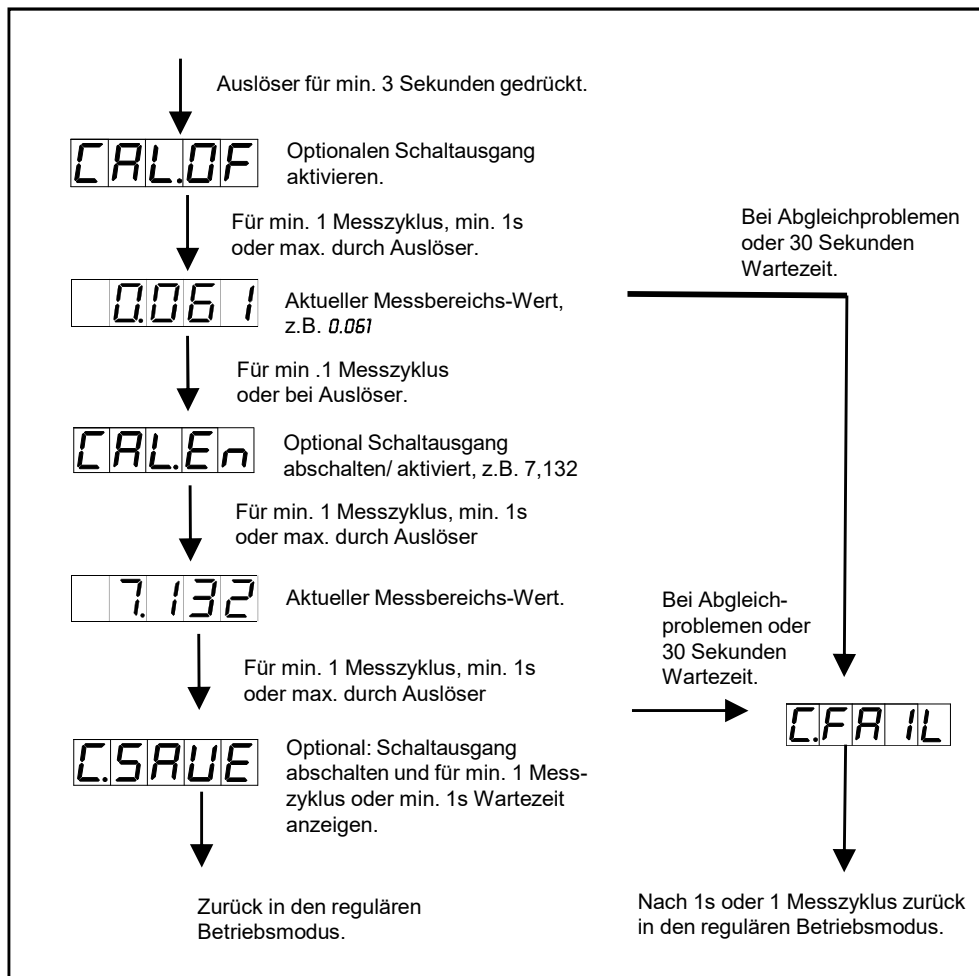 Auslöser für min. 3 Sekunden gedrückt.
CAL.OF
Optionalen Schaltausgang
aktivieren.
Für min. 1 Messzyklus, min. 1s
oder max. durch Auslöser.
Bei Abgleichproblemen
oder 30 Sekunden
Wartezeit.
0.061
Aktueller Messbereichs-Wert,
z.B. 0.061
Für min .1 Messzyklus
oder bei Auslöser.
CAL.En
Optional Schaltausgang
abschalten/ aktiviert, z.B. 7,132
Für min. 1 Messzyklus, min. 1s
oder max. durch Auslöser
7.132
Aktueller Messbereichs-Wert.
Bei Abgleich-
problemen oder
30 Sekunden
Wartezeit.
Für min. 1 Messzyklus, min. 1s
oder max. durch Auslöser
C.FAIL
C.SAVE
Optional: Schaltausgang
abschalten und für min. 1 Mess-
zyklus oder min. 1s Wartezeit
anzeigen.
Zurück in den regulären
Betriebsmodus.
Nach 1s oder 1 Messzyklus zurück
in den regulären Betriebsmodus.